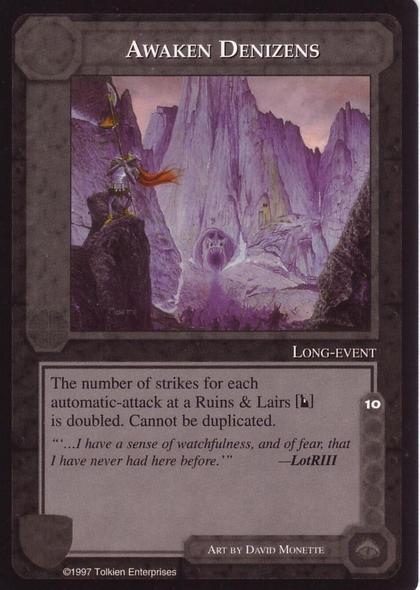 AWAKEN DENIZENS
LONG-EVENT
The number of strikes for each
automatic-attack at a Ruins & Lairs [ ]
is doubled. Cannot be duplicated.
10
“‘...I have a sense of watchfulness, and of fear, that
I have never had here before.’” —LotRIII
ART BY DAVID MONETTE
©1997 Tolkien Enterprises